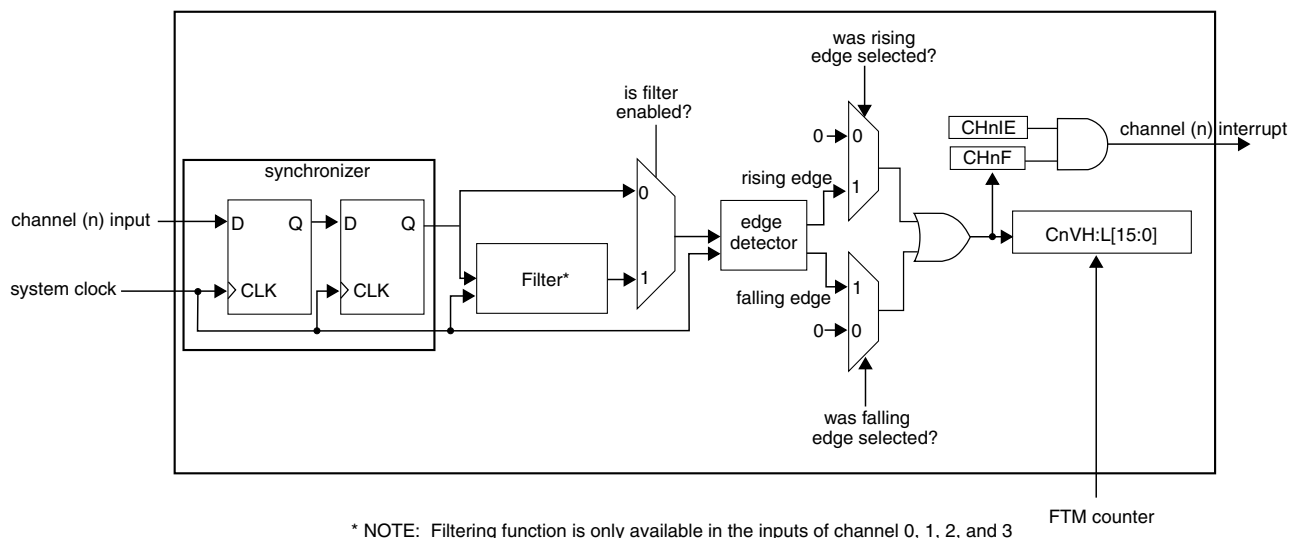 was rising
edge selected?
is filter
enabled?
0
0
CHnIE
channel (n) interrupt
CHnF
synchronizer
rising edge
1
0
channel (n) input
D
Q
D
Q
edge
detector
CnVH:L[15:0]
Filter*
1
system clock
CLK
CLK
falling edge
1
0
0
was falling
edge selected?
FTM counter
* NOTE: Filtering function is only available in the inputs of channel 0, 1, 2, and 3